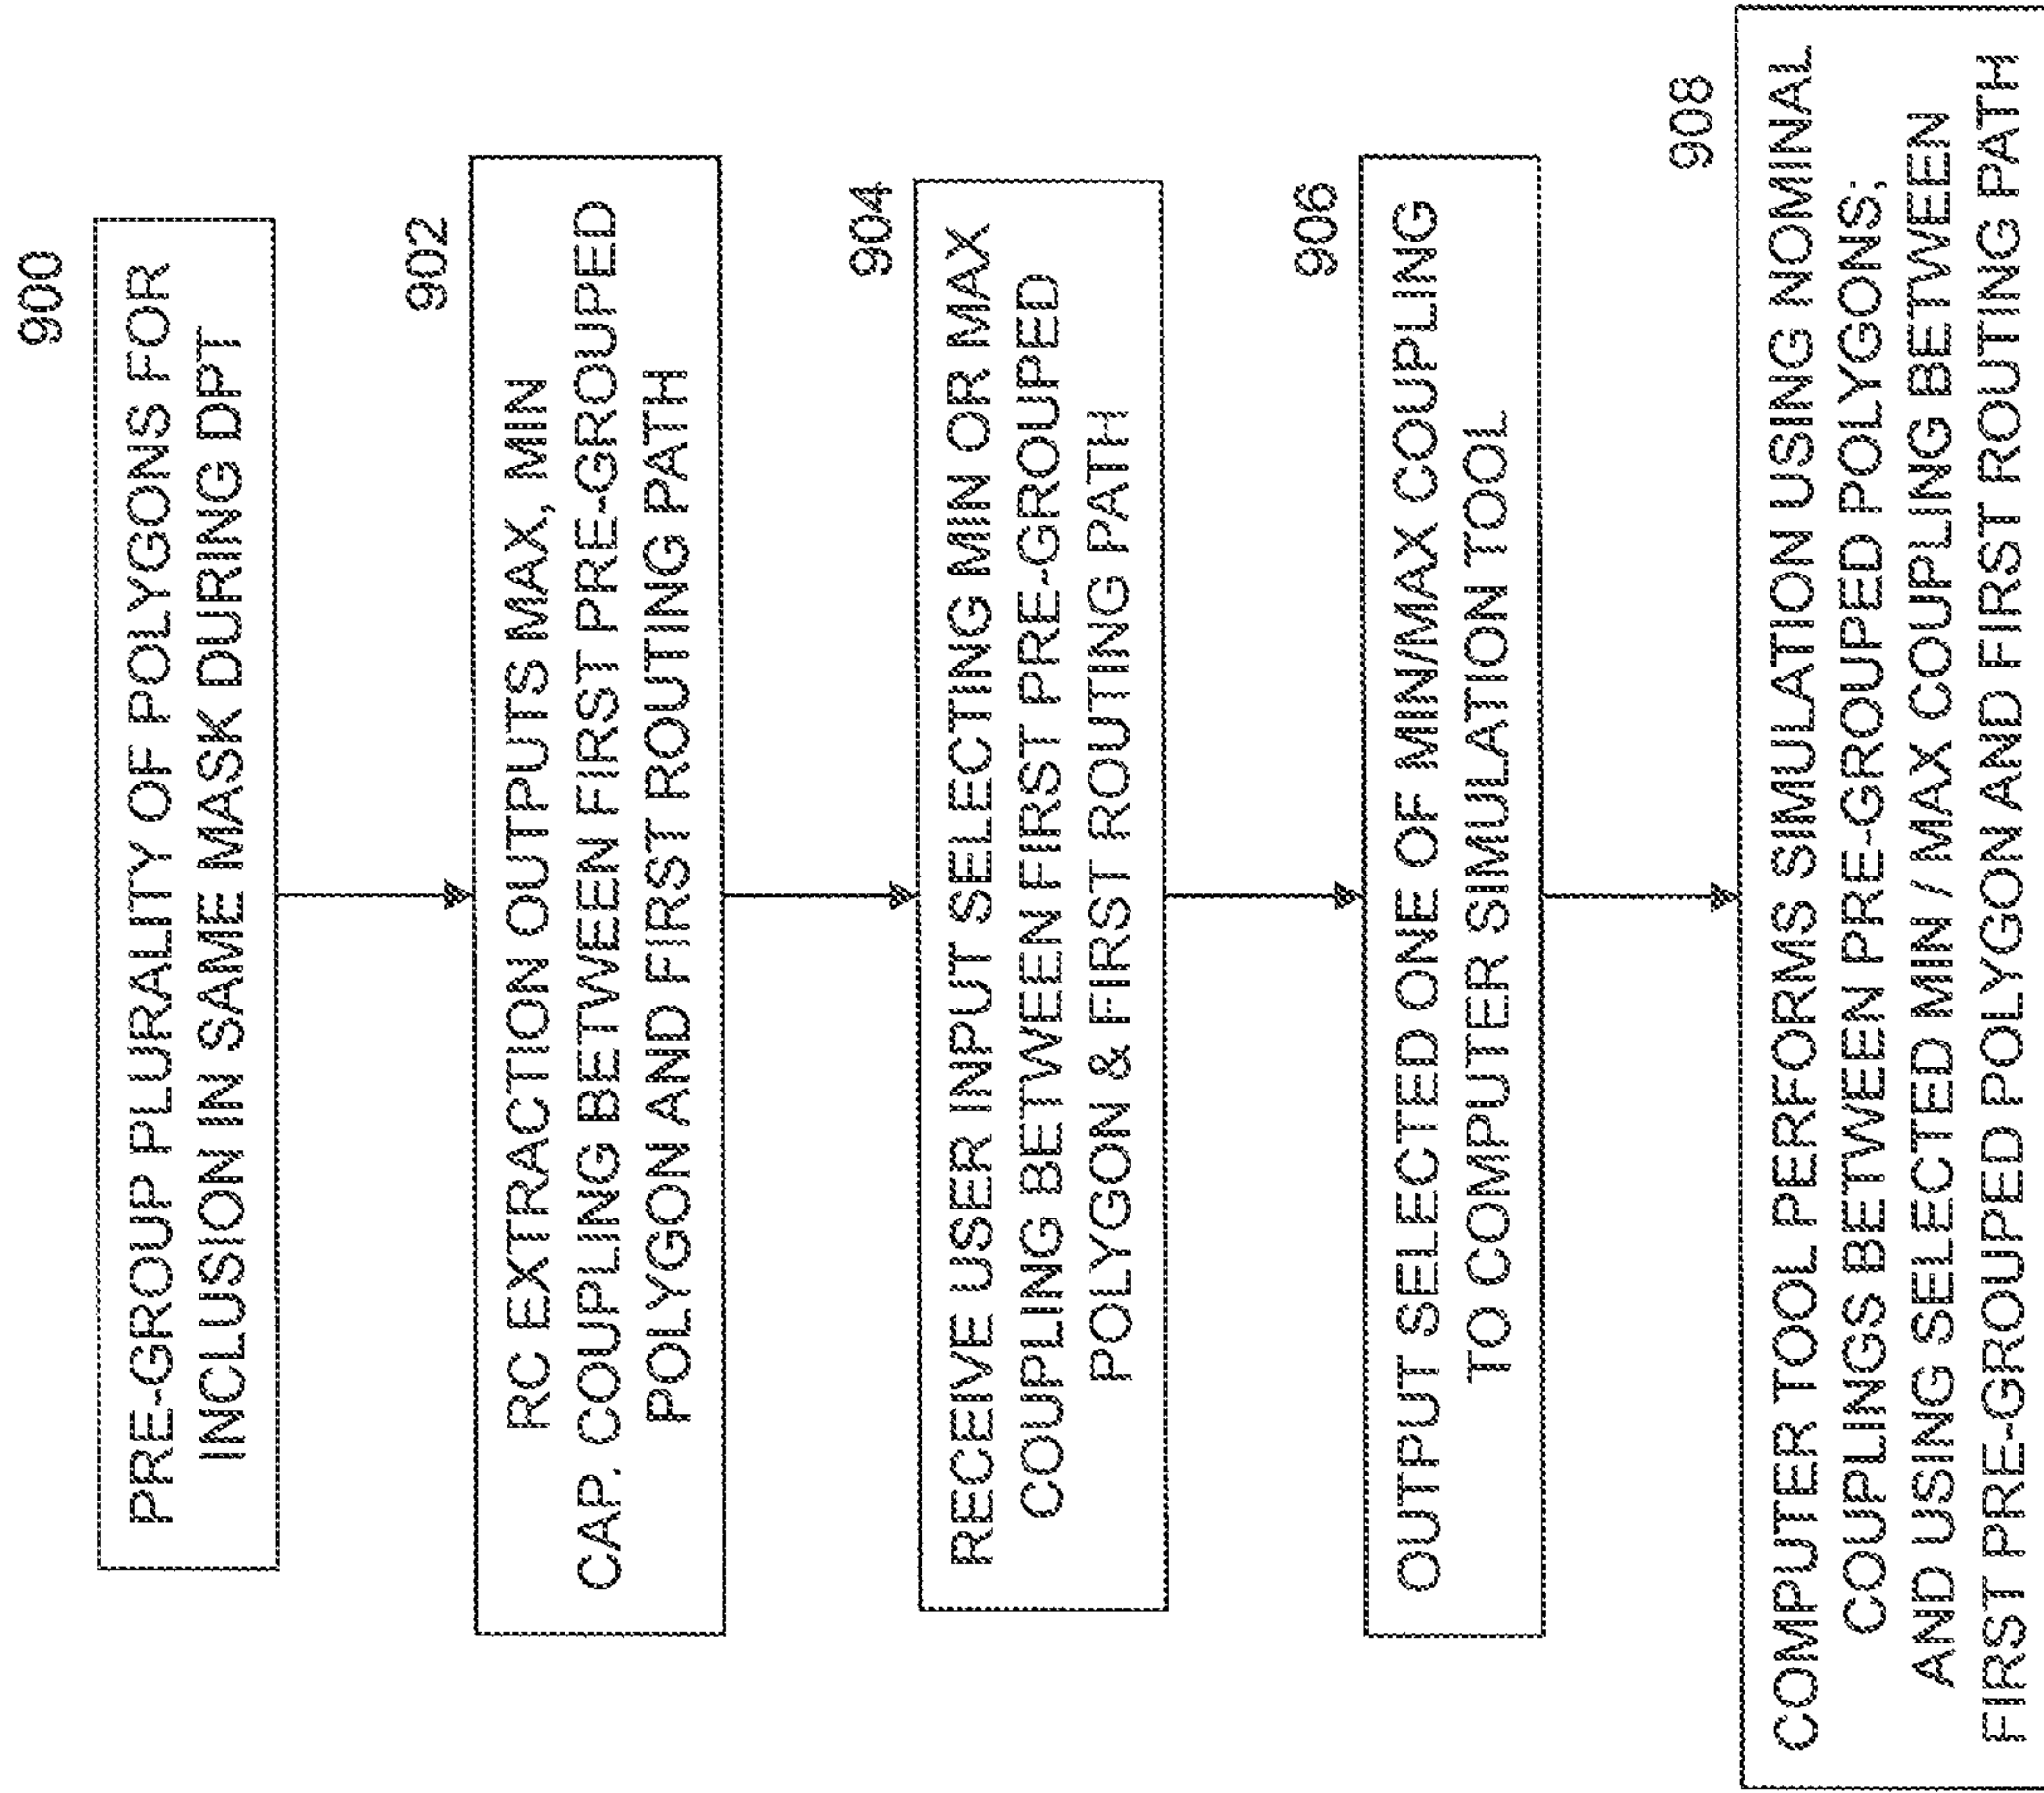 900
PRE-GROUP PLURALITY OF POLYGONS FOR
INCLUSION IN SAME MASK DURING DPT
902
RC EXTRACTION OUTPUTS MAX, MIN
CAP. COUPLING BETWEEN FIRST PRE-GROUPED
POLYGON AND FIRST ROUTING PATH
904
RECEIVE USER INPUT SELECTING MIN OR MAX
COUPLING BETWEEN FIRST PRE-GROUPED
POLYGON & FIRST ROUTING PATH
906
OUTPUT SELECTED ONE OF MIN/MAX COUPLING
TO COMPUTER SIMULATION TOOL
908
COMPUTER TOOL PERFORMS SIMULATION USING NOMINAL
COUPLINGS BETWEEN PRE-GROUPED POLYGONS;
AND USING SELECTED MIN / MAX COUPLING BETWEEN
FIRST PRE-GROUPED POLYGON AND FIRST ROUTING PATH